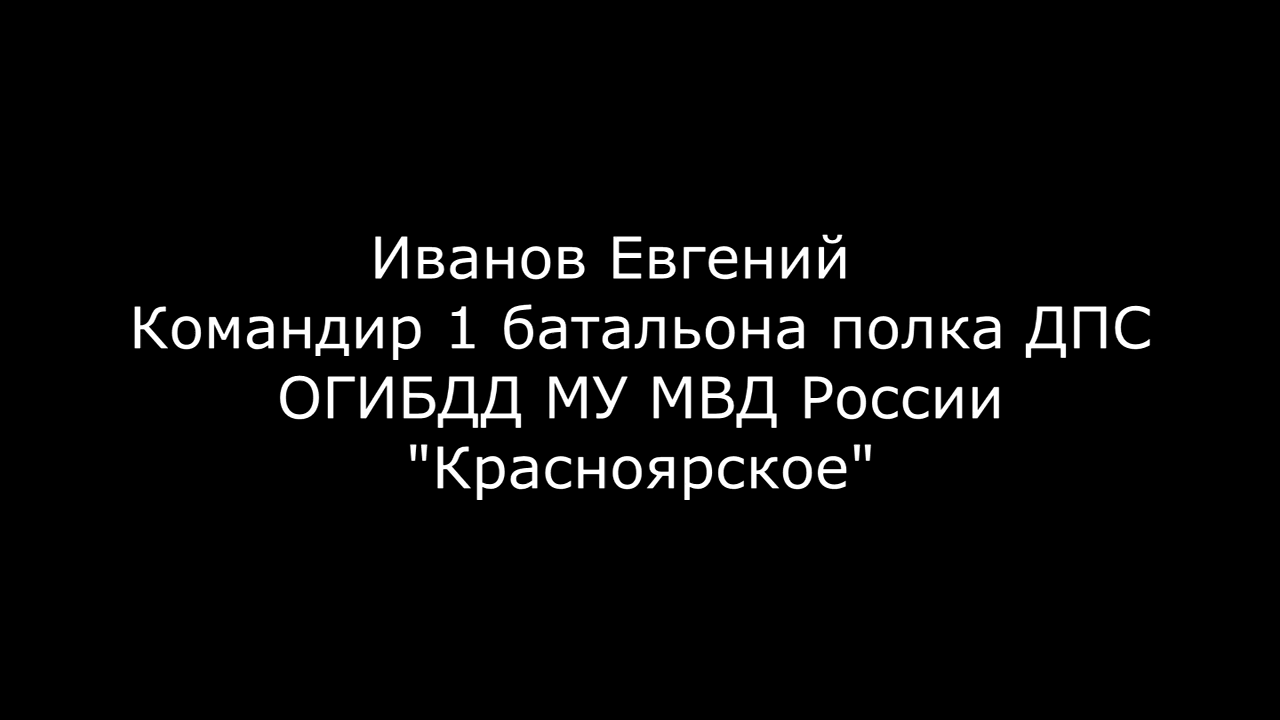 Иванов Евгений
Командир 1 батальона полка ДПС
ОГИБДД МУ МВД России
"Красноярское"